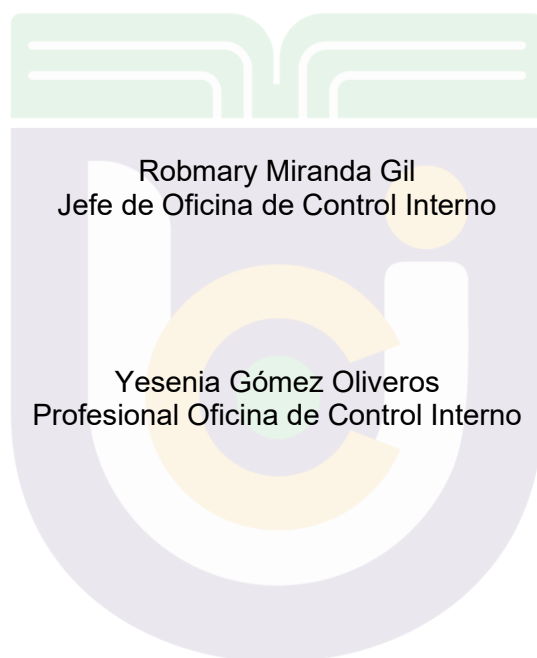 Robmary Miranda Gil
Jefe de Oficina de Control Interno
Yesenia Gómez Oliveros
Profesional Oficina de Control Interno